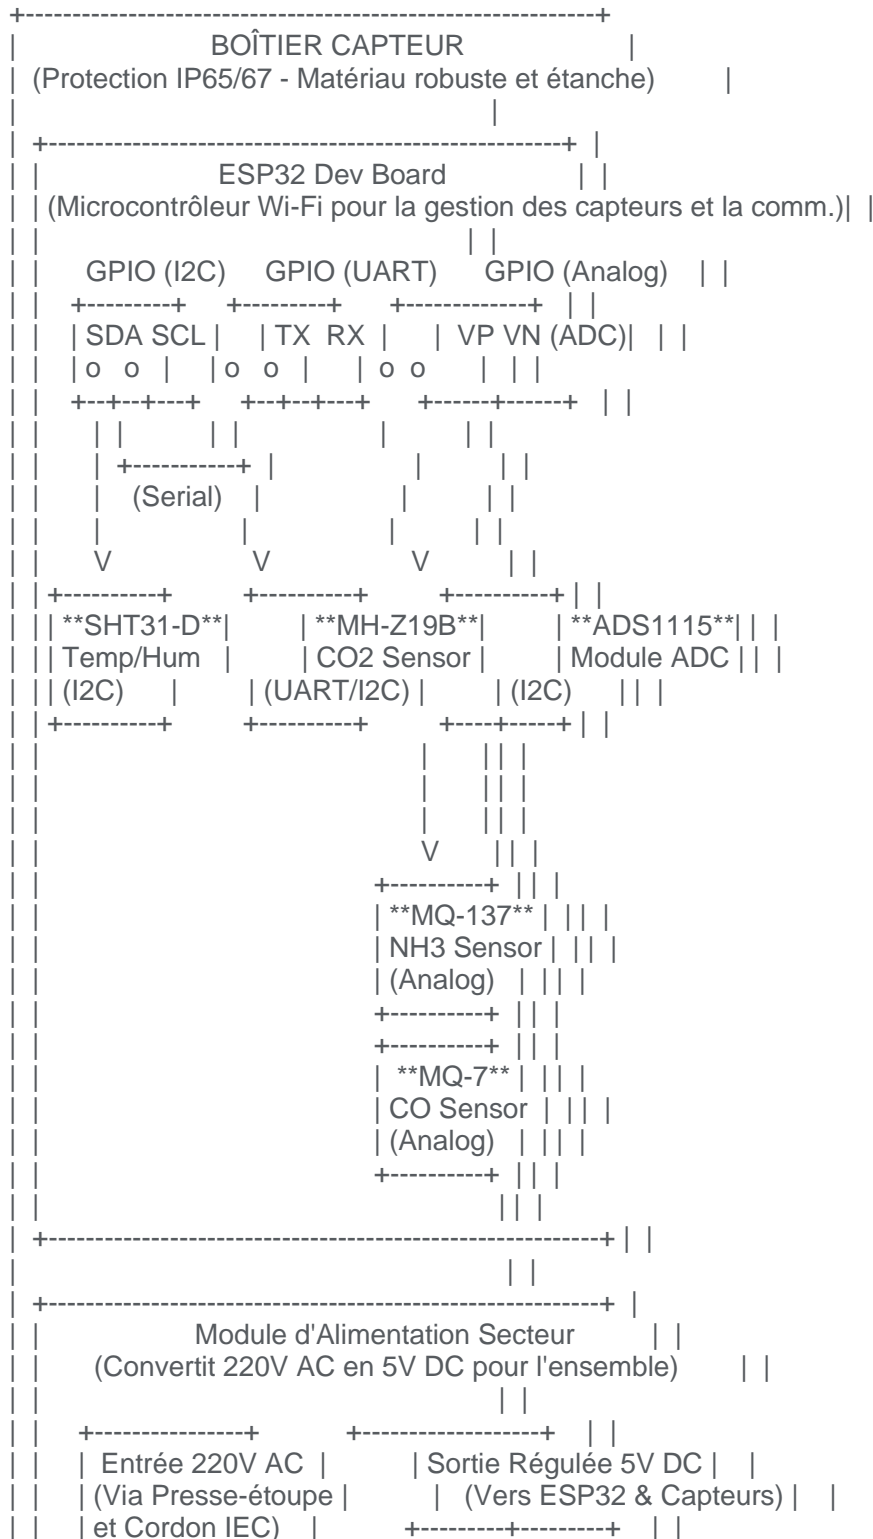 +-------------------------------------------------------------+
| BOÎTIER CAPTEUR |
| (Protection IP65/67 - Matériau robuste et étanche) |
| |
| +-------------------------------------------------------+ |
| | ESP32 Dev Board | |
| | (Microcontrôleur Wi-Fi pour la gestion des capteurs et la comm.)| |
| | | |
| | GPIO (I2C) GPIO (UART) GPIO (Analog) | |
| | +---------+ +---------+ +-------------+ | |
| | | SDA SCL | | TX RX | | VP VN (ADC)| | |
| | | o o | | o o | | o o | | |
| | +--+--+---+ +--+--+---+ +------+------+ | |
| | | | | | | | |
| | | +-----------+ | | | |
| | | (Serial) | | | |
| | | | | | |
| | V V V | |
| | +----------+ +----------+ +----------+ | |
| | | **SHT31-D**| | **MH-Z19B**| | **ADS1115**| | |
| | | Temp/Hum | | CO2 Sensor | | Module ADC | | |
| | | (I2C) | | (UART/I2C) | | (I2C) | | |
| | +----------+ +----------+ +----+-----+ | |
| | | | | |
| | | | | |
| | | | | |
| | V | | |
| | +----------+ | | |
| | | **MQ-137** | | | |
| | | NH3 Sensor | | | |
| | | (Analog) | | | |
| | +----------+ | | |
| | +----------+ | | |
| | | **MQ-7** | | | |
| | | CO Sensor | | | |
| | | (Analog) | | | |
| | +----------+ | | |
| | | | |
| +-----------------------------------------------------------+ | |
| | |
| +-----------------------------------------------------------+ |
| | Module d'Alimentation Secteur | |
| | (Convertit 220V AC en 5V DC pour l'ensemble) | |
| | | |
| | +----------------+ +-------------------+ | |
| | | Entrée 220V AC | | Sortie Régulée 5V DC | |
| | | (Via Presse-étoupe | | (Vers ESP32 & Capteurs) | |
| | | et Cordon IEC) | +---------+---------+ | |